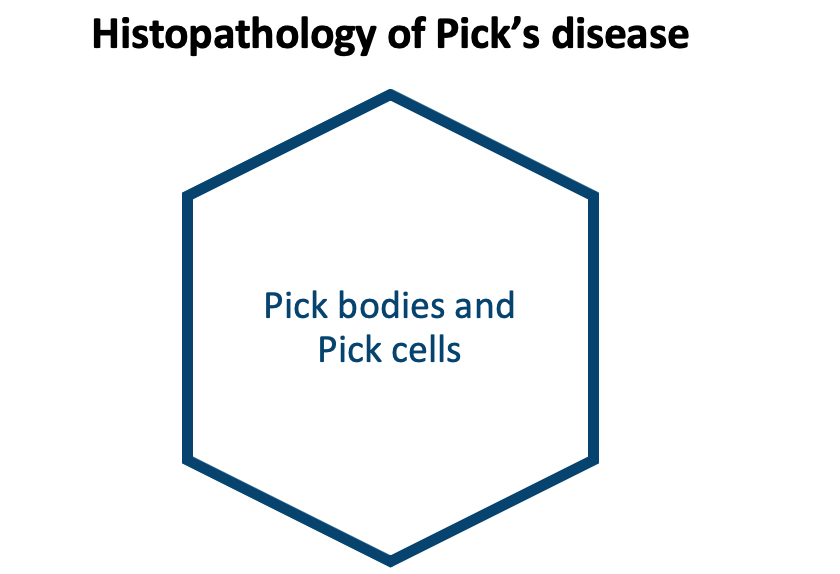 Histopathology of Pick’s disease
Pick bodies and
Pick cells